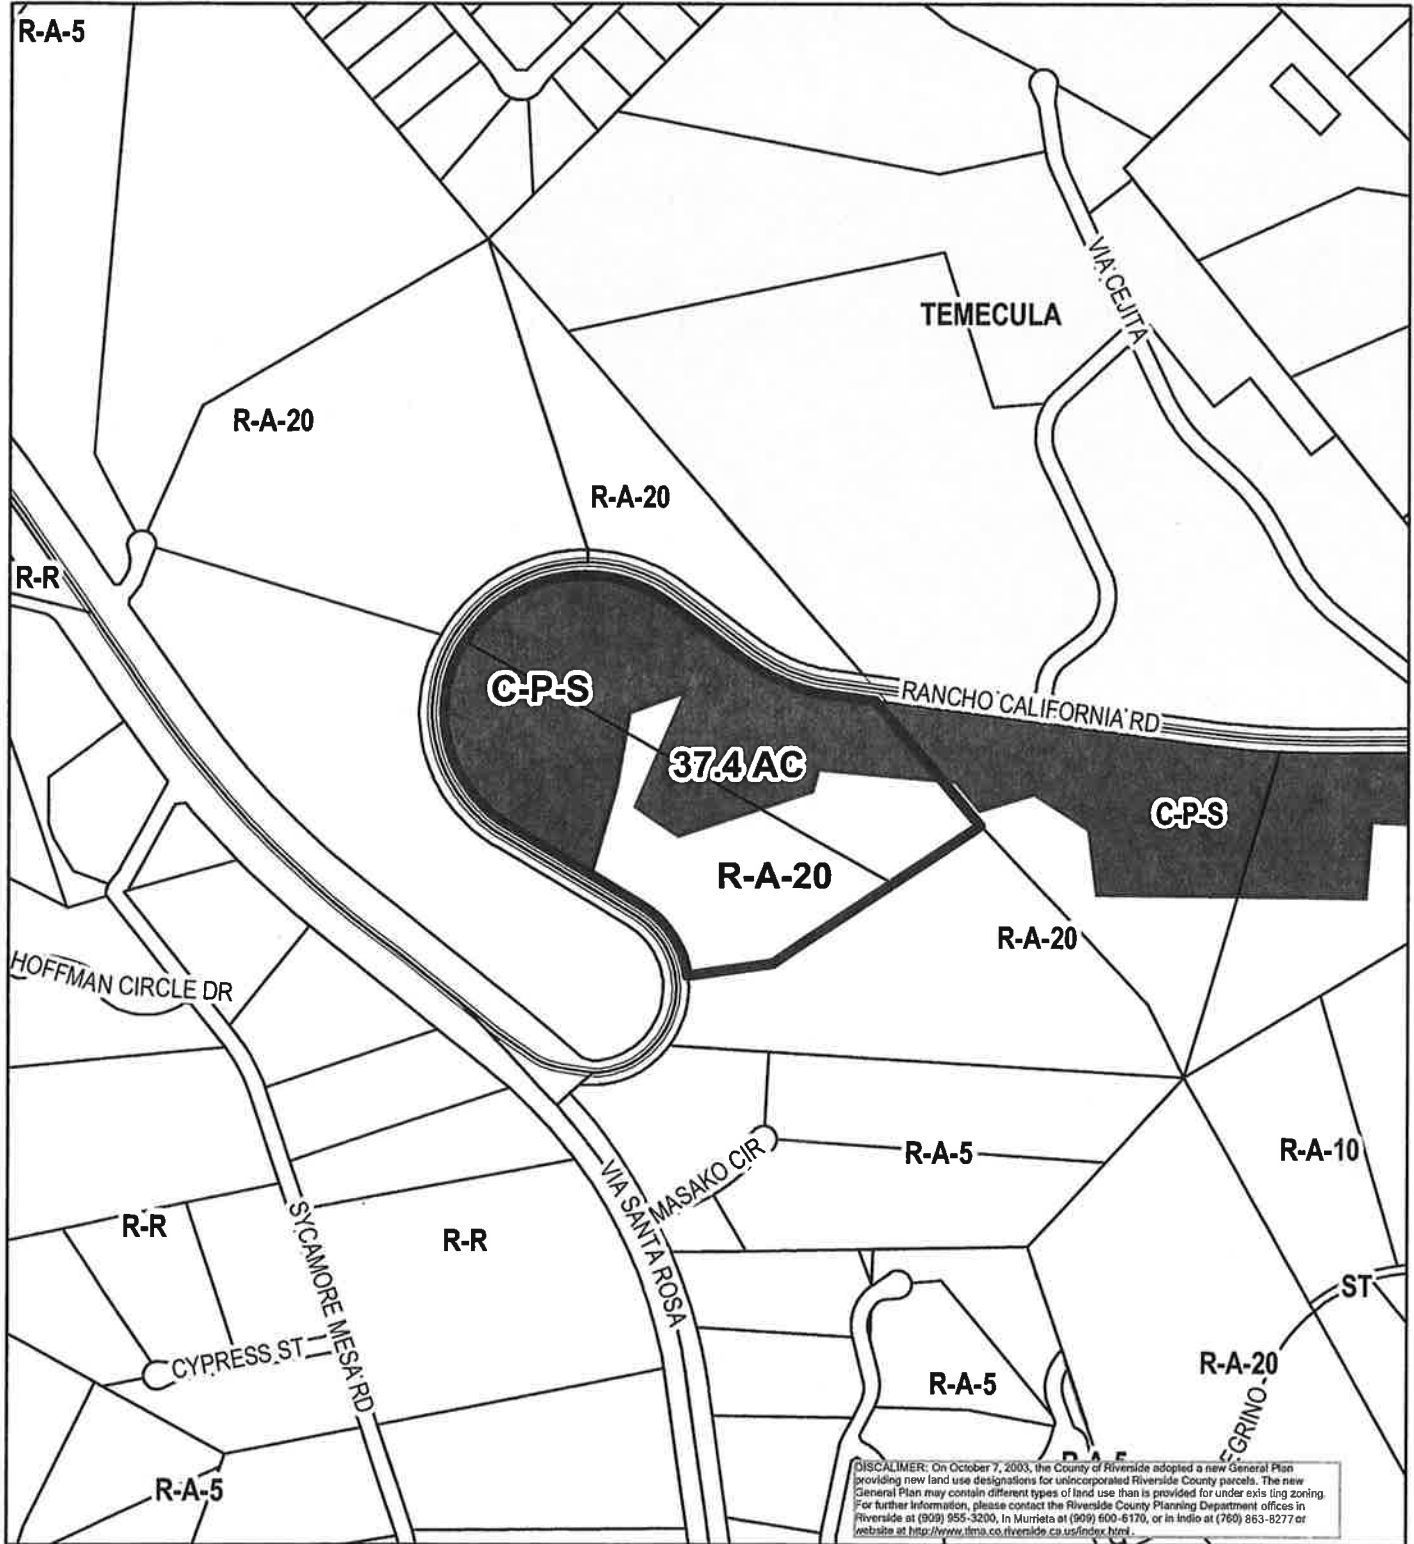 R-A-5
TEMECULA
VIA CEJITA
R-A-20
R-A-20
R-R
C-P-S
RANCHO CALIFORNIA RD
37.4 AC
C-P-S
R-A-20
R-A-20
HOFFMAN CIRCLE DR
MASAKO CIR
R-A-5
R-A-10
VIA SANTA ROSA
R-R
R-R
SYCAMORE MESA RD
ST
CYPRESS ST
R-A-20
R-A-5
EGRINO
R-A-5
R-A-5
DISCALIMER: On October 7, 2003, the County of Riverside adopted a new General Plan
providing new land use designations for unincorporated Riverside County parcels. The new
General Plan may contain different types of land use than is provided for under exis ting zoning.
For further information, please contact the Riverside County Planning Department offices in
Riverside at (909) 955-3200, in Murrieta at (909) 600-6170, or in Indio at (760) 863-8277 or
website at http://www.tlma.co.riverside.ca.us/index.html.